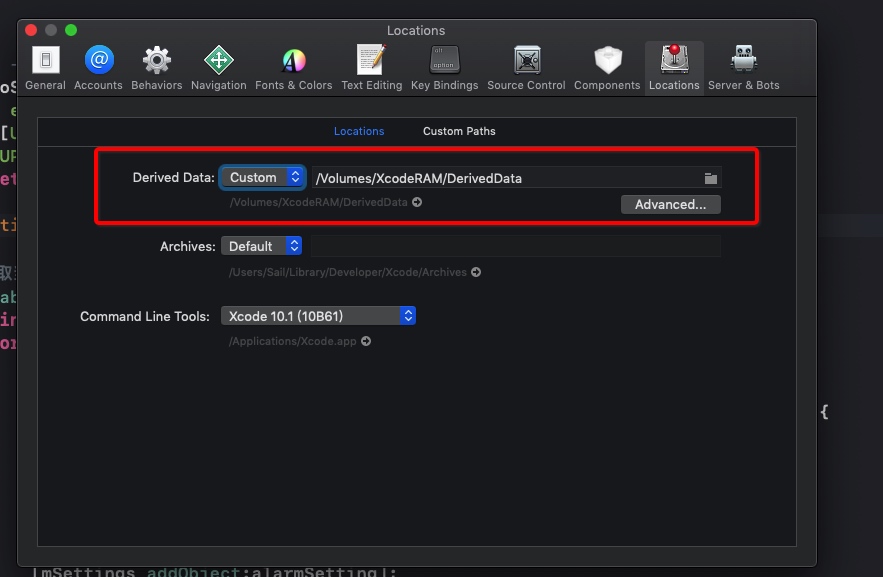 Locations
General Accounts Behaviors Navigation Fonts & Colors Text Editing Key Bindings Source Control Components Locations Server & Bots
Locations Custom Paths
Derived Data: Custom /Volumes/XcodeRAM/DerivedData
/Volumes/XcodeRAM/DerivedData
Advanced...
Archives: Default
/Users/Sail/Library/Developer/Xcode/Archives
Command Line Tools: Xcode 10.1 (10B61)
/Applications/Xcode.app
{
[mSettings addObject:alarmSetting];